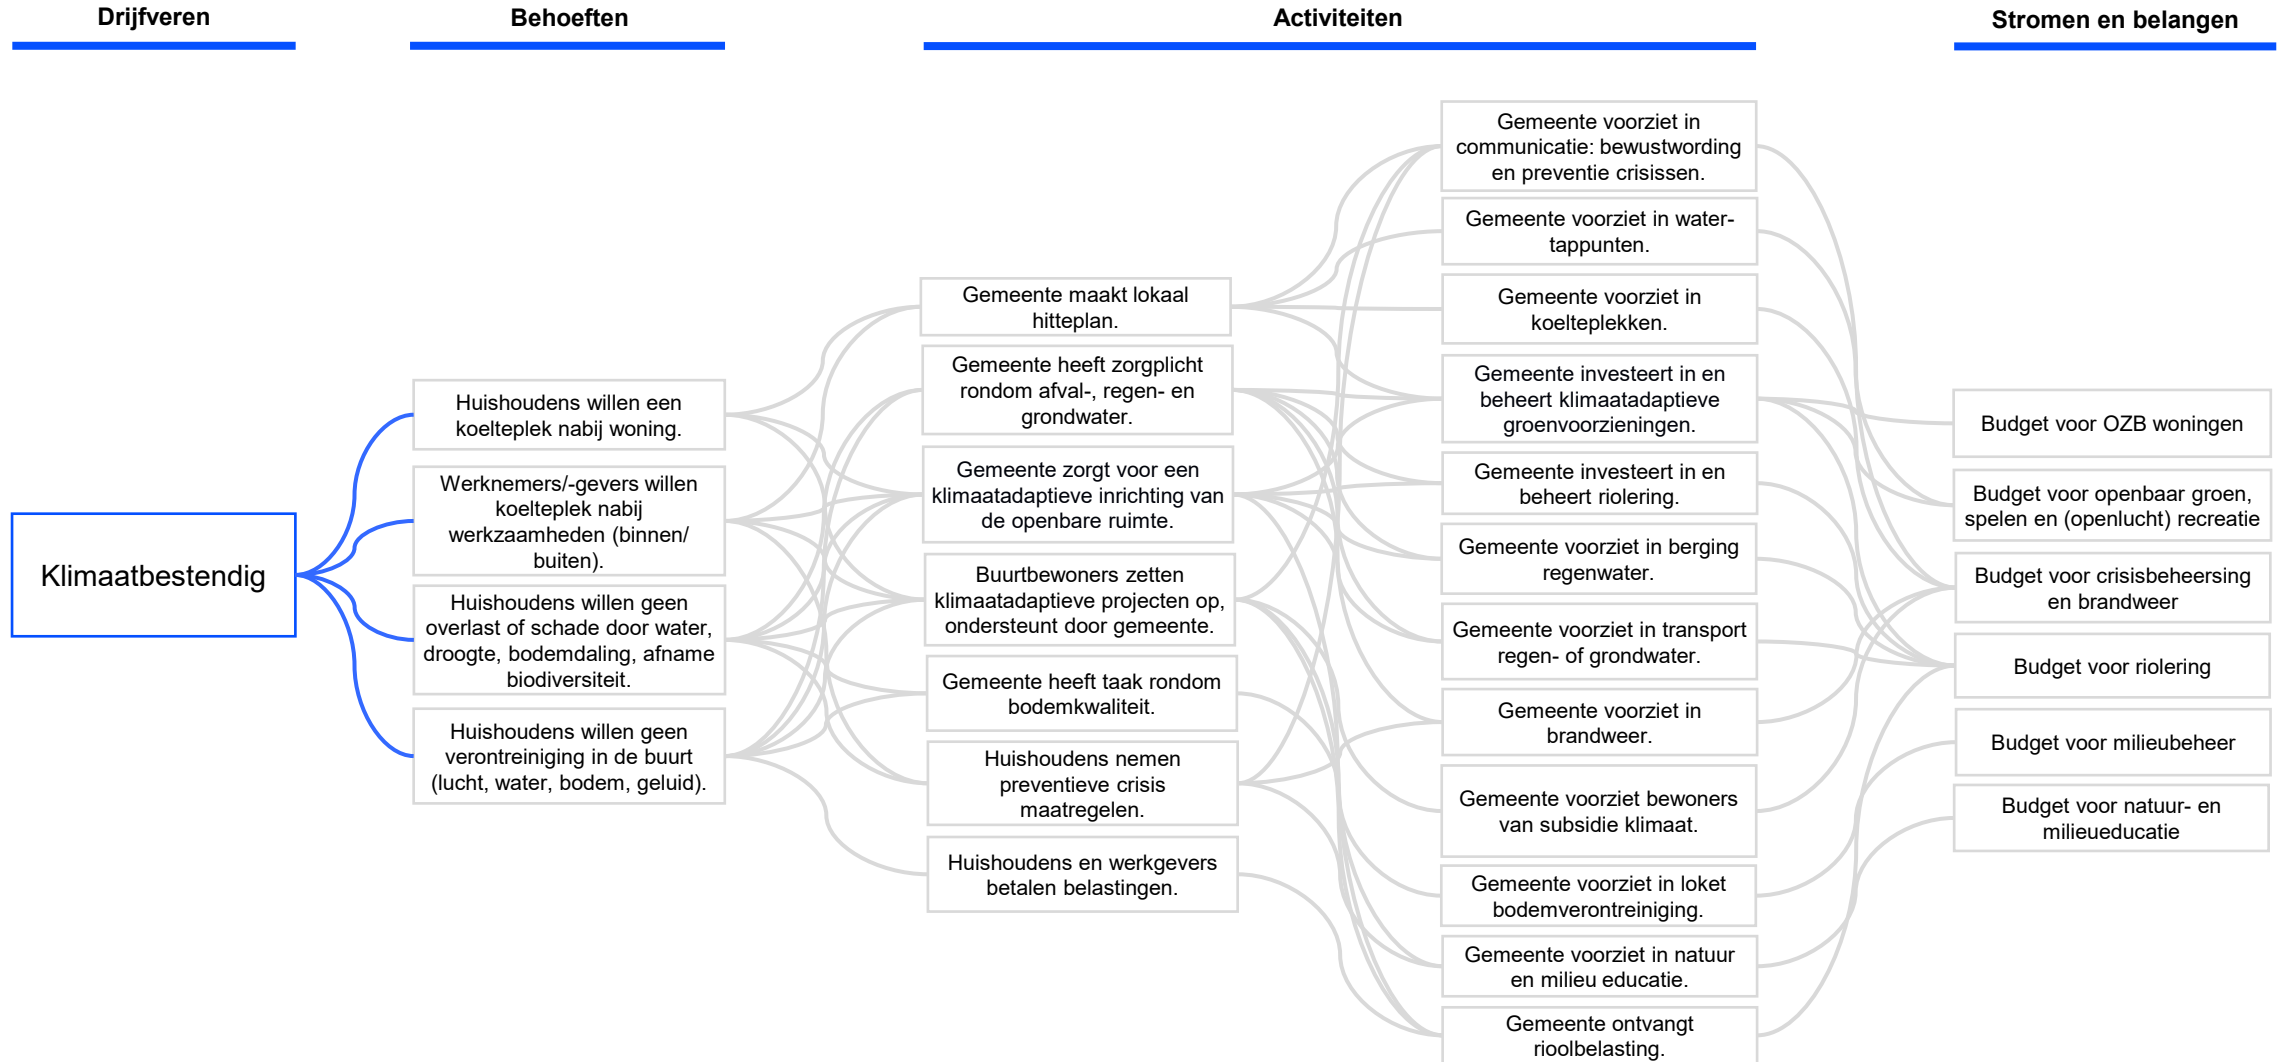 Drijfveren
Behoeften
Activiteiten
Stromen en belangen
Klimaatbestendig
Huishoudens willen een
koelteplek nabij woning.
Werknemers/-gevers willen
koelteplek nabij
werkzaamheden (binnen/
buiten).
Huishoudens willen geen
overlast of schade door water,
droogte, bodemdaling, afname
biodiversiteit.
Huishoudens willen geen
verontreiniging in de buurt
(lucht, water, bodem, geluid).
Gemeente maakt lokaal
hitteplan.
Gemeente heeft zorgplicht
rondom afval-, regen- en
grondwater.
Gemeente zorgt voor een
klimaatadaptieve inrichting van
de openbare ruimte.
Buurtbewoners zetten
klimaatadaptieve projecten op,
ondersteunt door gemeente.
Gemeente heeft taak rondom
bodemkwaliteit.
Huishoudens nemen
preventieve crisis
maatregelen.
Huishoudens en werkgevers
betalen belastingen.
Gemeente voorziet in
communicatie: bewustwording
en preventie crisissen.
Gemeente voorziet in water-
tappunten.
Gemeente voorziet in
koelteplekken.
Gemeente investeert in en
beheert klimaatadaptieve
groenvoorzieningen.
Gemeente investeert in en
beheert riolering.
Gemeente voorziet in berging
regenwater.
Gemeente voorziet in transport
regen- of grondwater.
Gemeente voorziet in
brandweer.
Gemeente voorziet bewoners
van subsidie klimaat.
Gemeente voorziet in loket
bodemverontreiniging.
Gemeente voorziet in natuur
en milieu educatie.
Gemeente ontvangt
rioolbelasting.
Budget voor OZB woningen
Budget voor openbaar groen,
spelen en (openlucht) recreatie
Budget voor crisisbeheersing
en brandweer
Budget voor riolering
Budget voor milieubeheer
Budget voor natuur- en
milieueducatie